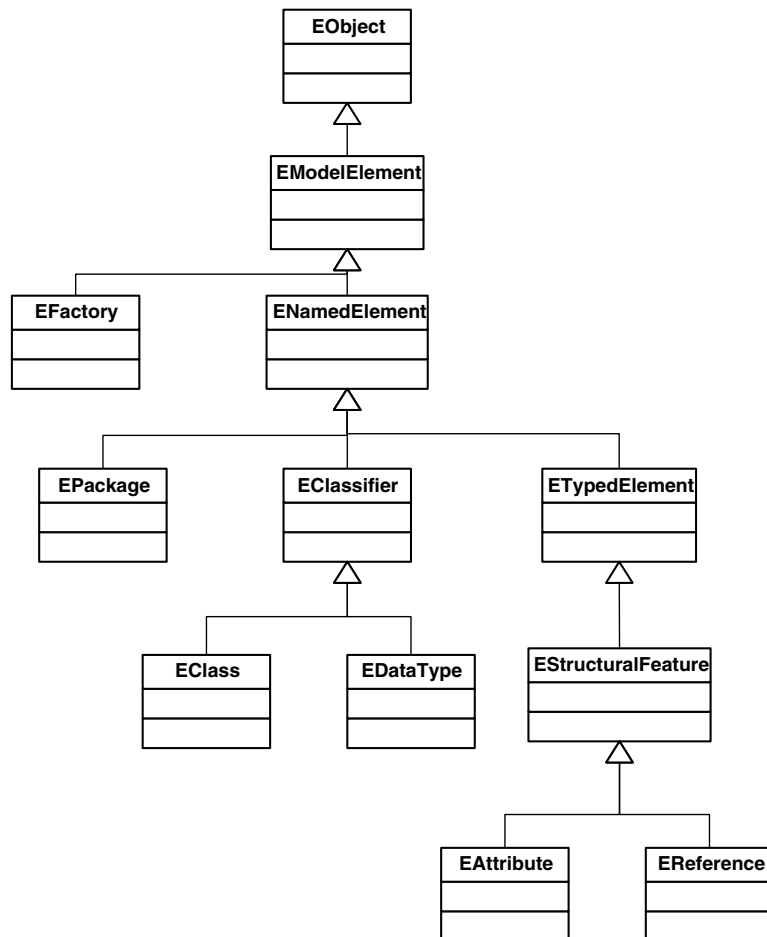 EObject
EModelElement
EFactory
ENamedElement
EPackage
EClassifier
ETypedElement
EClass
EDataType
EStructuralFeature
EAttribute
EReference